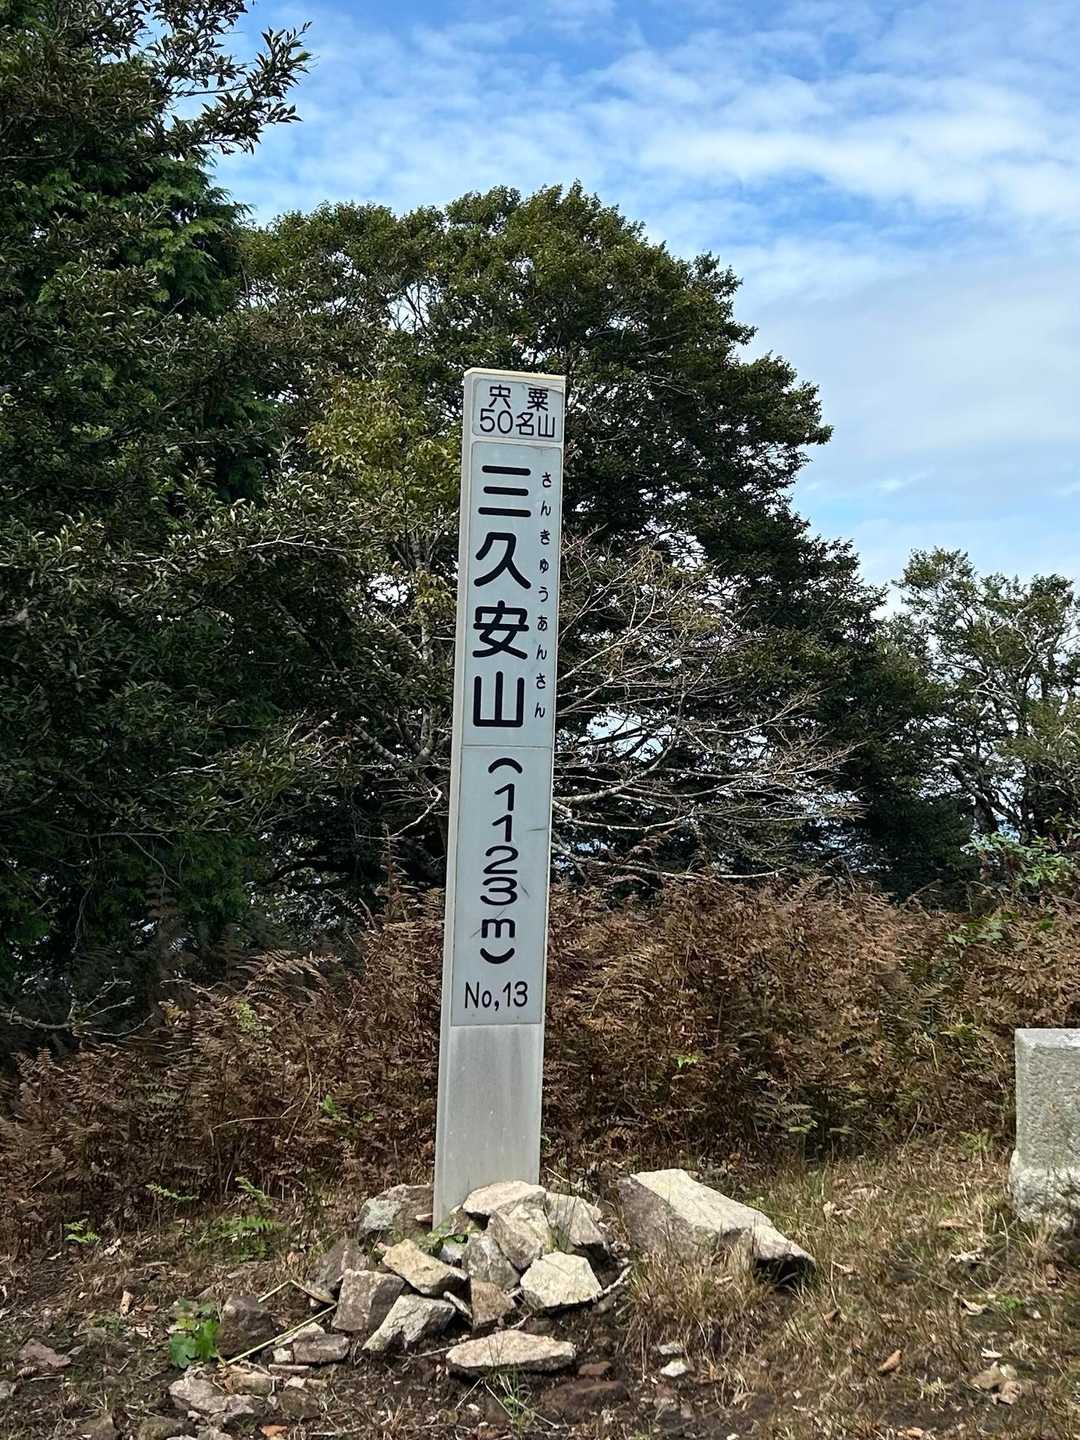 宍粟
50名山
三久安山
さんきゅうあんさん
(1123m)
No,13